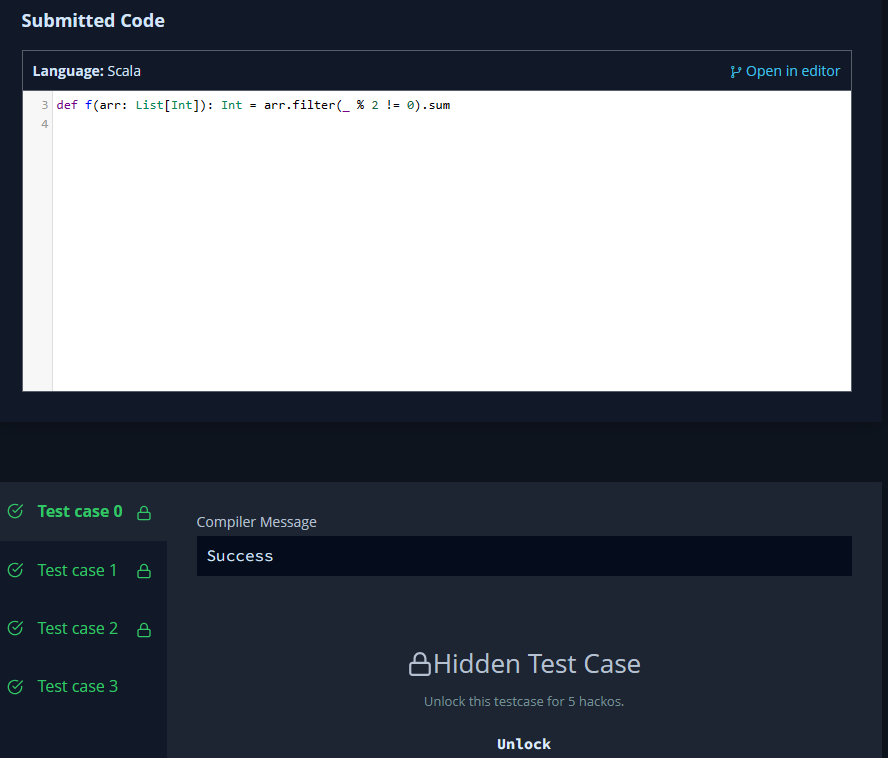 Submitted Code
Language: Scala
Open in editor
3 def f(arr: List[Int]): Int = arr.filter(_ % 2 != 0).sum
4
Test case 0
Test case 1
Test case 2
Test case 3
Compiler Message
Success
Hidden Test Case
Unlock this testcase for 5 hackos.
Unlock